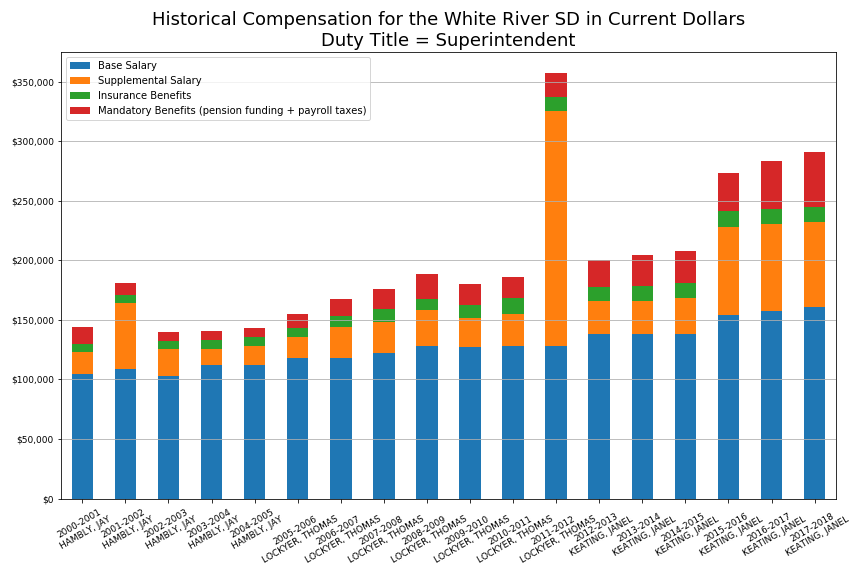 Historical Compensation for the White River SD in Current Dollars
Duty Title = Superintendent
Base Salary
Supplemental Salary
Insurance Benefits
Mandatory Benefits (pension funding + payroll taxes)
$350,000
$300,000
$250,000
$200,000
$150,000
$100,000
$50,000
$0
2000-2001
HAMBLY, JAY
2001-2002
HAMBLY, JAY
2002-2003
HAMBLY, JAY
2003-2004
HAMBLY, JAY
2004-2005
HAMBLY, JAY
2005-2006
LOCKYER, THOMAS
2006-2007
LOCKYER, THOMAS
2007-2008
LOCKYER, THOMAS
2008-2009
LOCKYER, THOMAS
2009-2010
LOCKYER, THOMAS
2010-2011
LOCKYER, THOMAS
2011-2012
LOCKYER, THOMAS
2012-2013
KEATING, JANEL
2013-2014
KEATING, JANEL
2014-2015
KEATING, JANEL
2015-2016
KEATING, JANEL
2016-2017
KEATING, JANEL
2017-2018
KEATING, JANEL